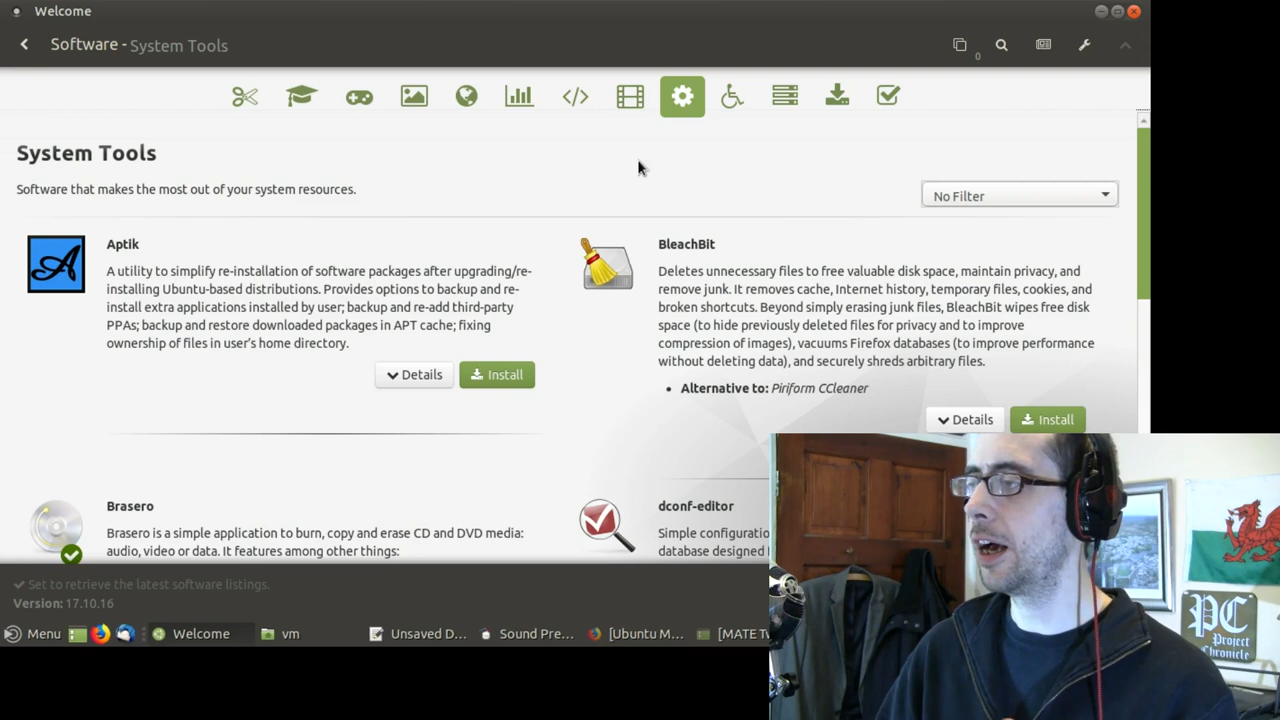 Welcome
Software - System Tools
0
System Tools
Software that makes the most out of your system resources.
No Filter
Aptik
A utility to simplify re-installation of software packages after upgrading/re-
installing Ubuntu-based distributions. Provides options to backup and re-
install extra applications installed by user; backup and re-add third-party
PPAs; backup and restore downloaded packages in APT cache; fixing
ownership of files in user's home directory.
Details
Install
BleachBit
Deletes unnecessary files to free valuable disk space, maintain privacy, and
remove junk. It removes cache, Internet history, temporary files, cookies, and
broken shortcuts. Beyond simply erasing junk files, BleachBit wipes free disk
space (to hide previously deleted files for privacy and to improve
compression of images), vacuums Firefox databases (to improve performance
without deleting data), and securely shreds arbitrary files.
• Alternative to: Piriform CCleaner
Details
Install
Brasero
Brasero is a simple application to burn, copy and erase CD and DVD media:
audio, video or data. It features among other things:
dconf-editor
Simple configuratio
database designed
Set to retrieve the latest software listings.
Version: 17.10.16
Menu
Welcome
vm
Unsaved D...
Sound Pre...
[Ubuntu M...
[MATE Tw
PC
Project
Chronicle